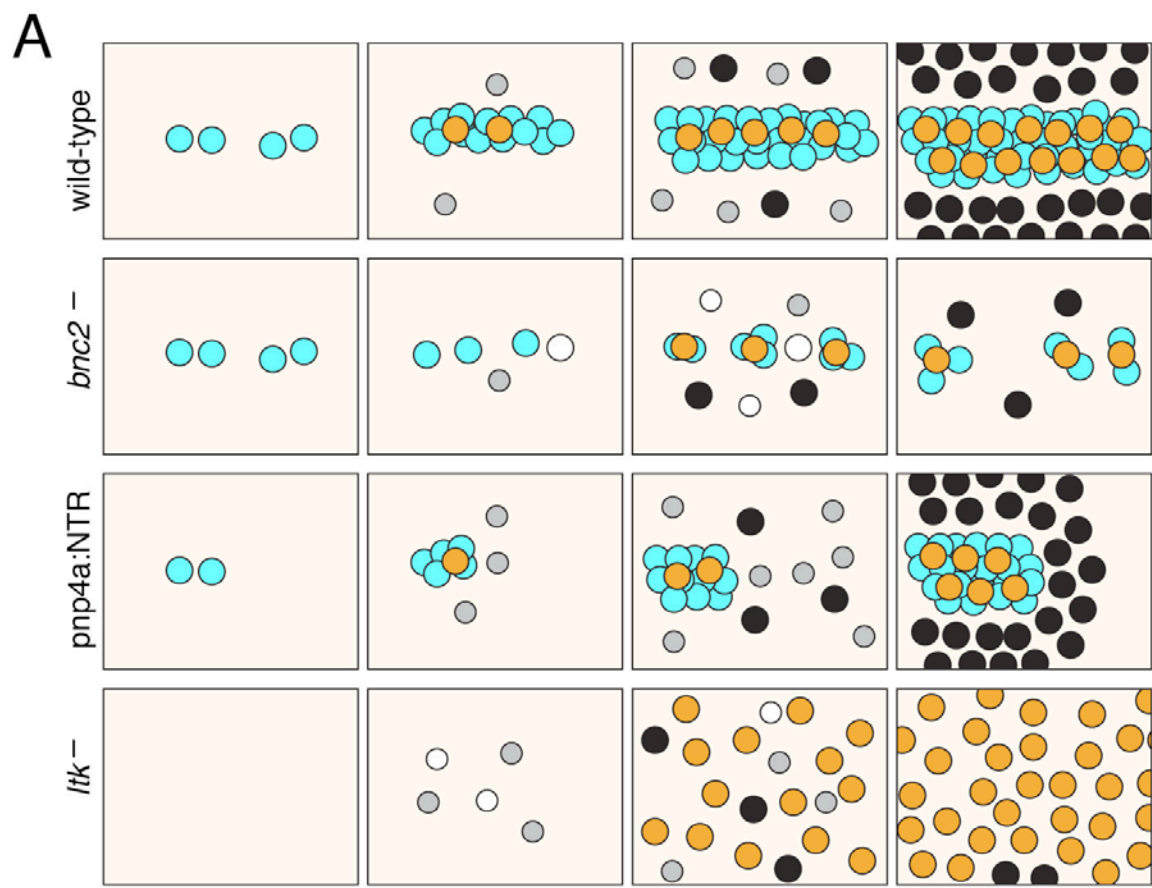 A
wild-type
bnc2 –
pnp4a:NTR
ltk –